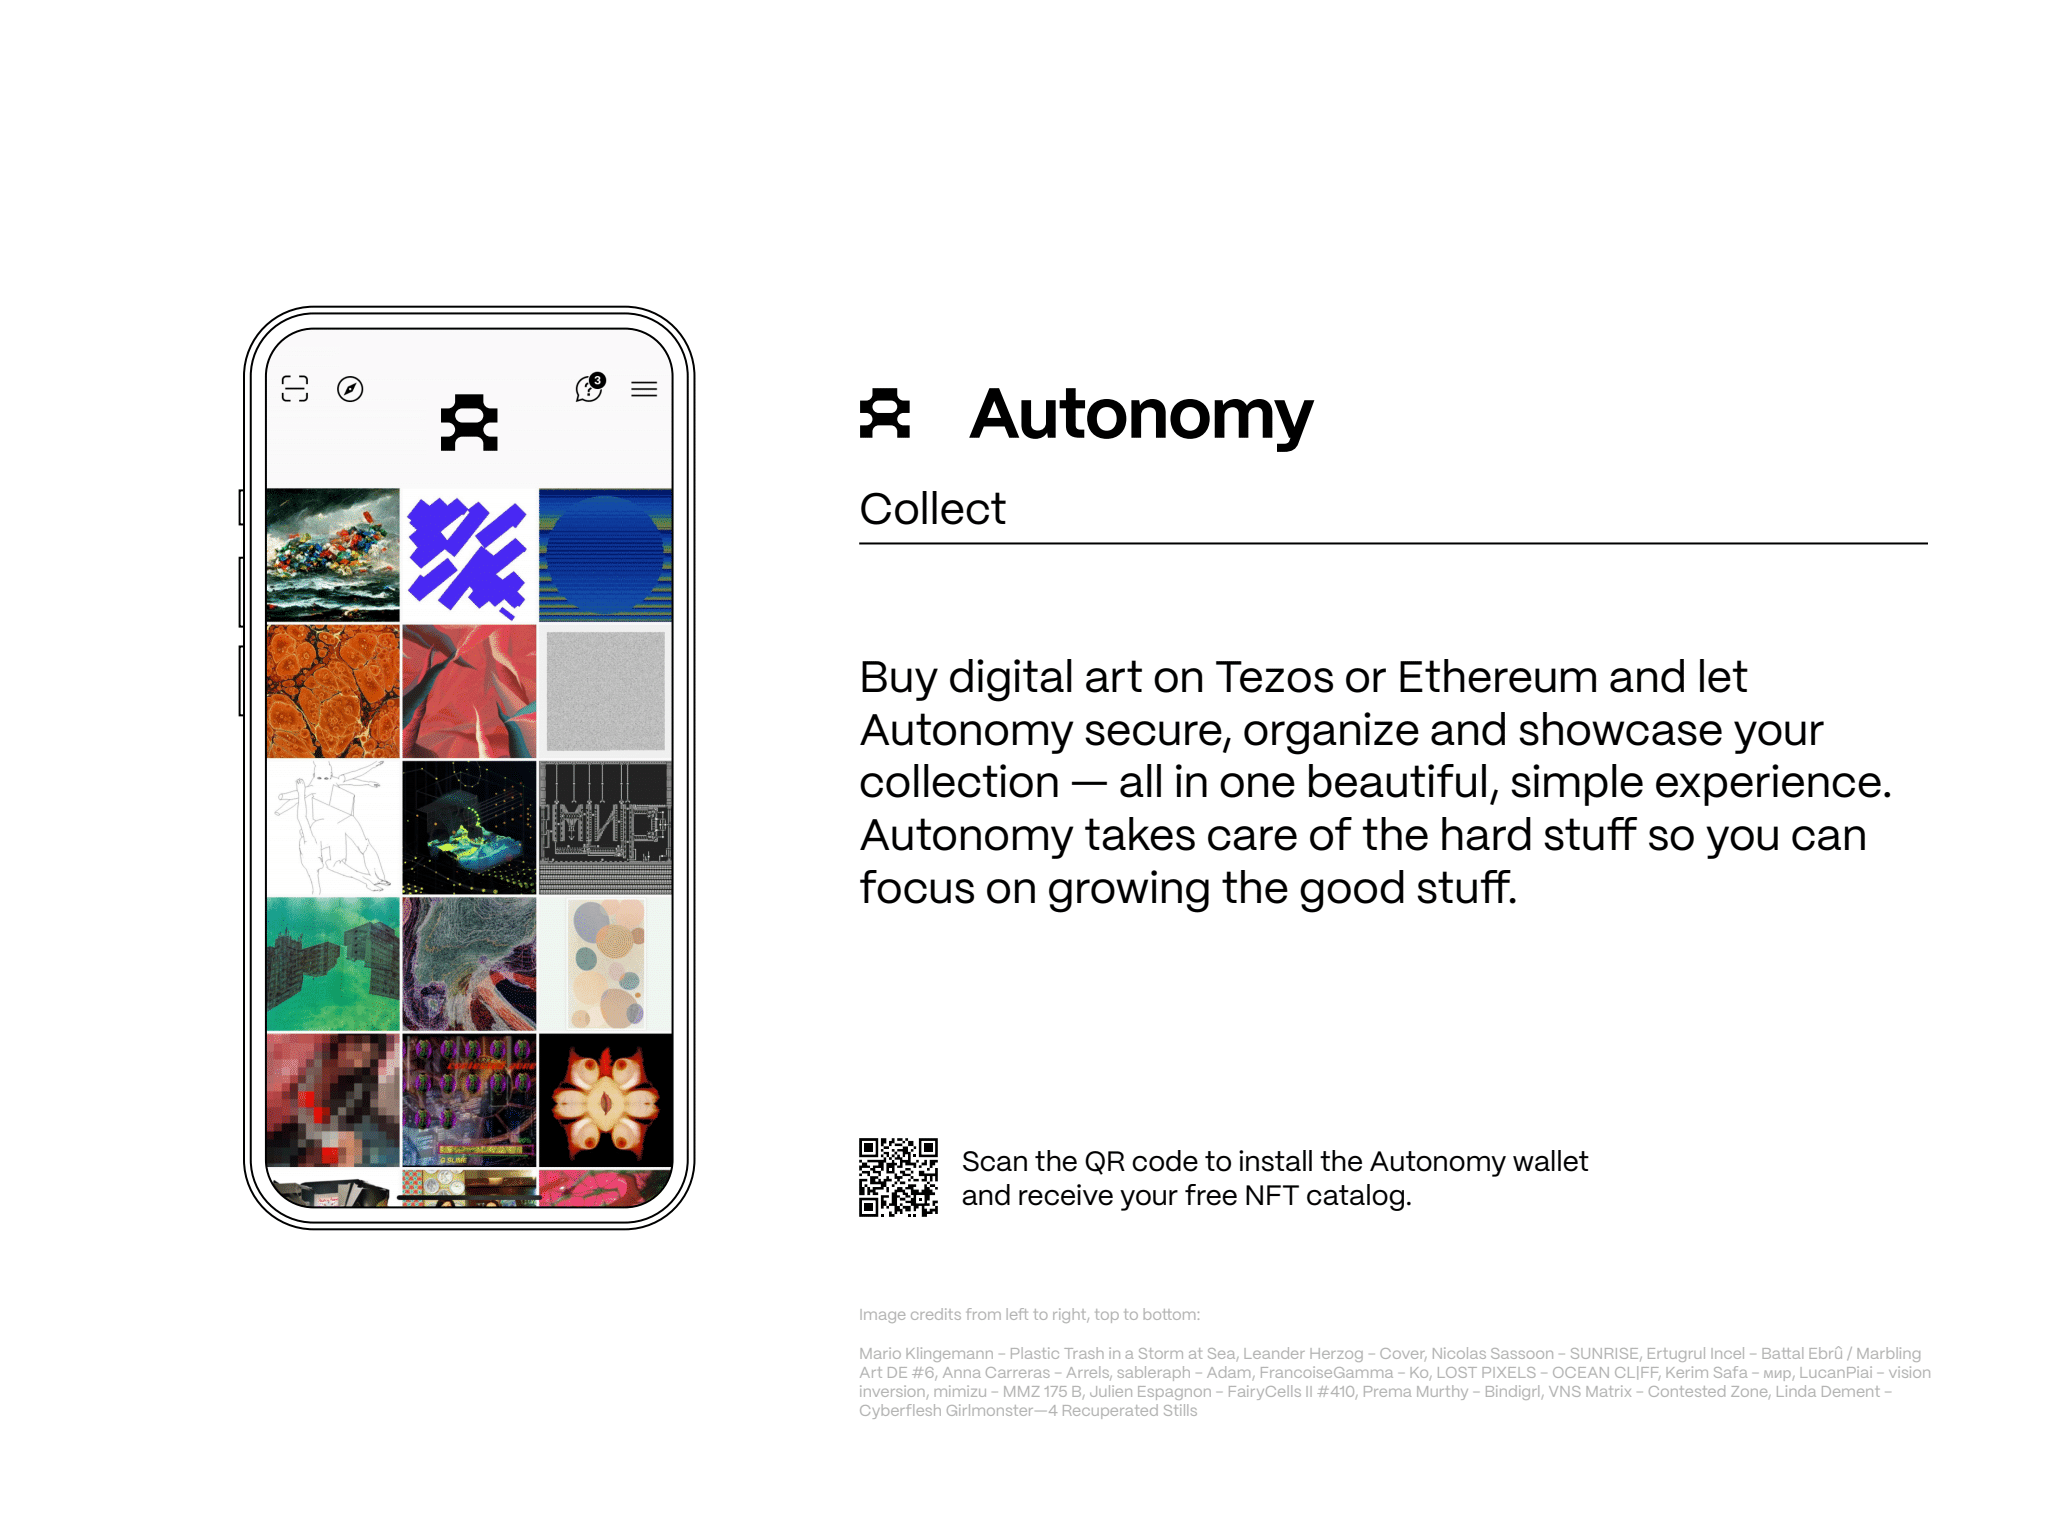 3
Autonomy
Collect
Buy digital art on Tezos or Ethereum and let
Autonomy secure, organize and showcase your
collection — all in one beautiful, simple experience.
Autonomy takes care of the hard stuff so you can
focus on growing the good stuff.
Scan the QR code to install the Autonomy wallet
and receive your free NFT catalog.
Image credits from left to right, top to bottom:
Mario Klingemann - Plastic Trash in a Storm at Sea, Leander Herzog - Cover, Nicolas Sassoon - SUNRISE, Ertugrul Incel - Battal Ebrû / Marbling
Art DE #6, Anna Carreras - Arrels, sableraph - Adam, FrancoiseGamma - Ko, LOST PIXELS - OCEAN CL|FF, Kerim Safa - мир, LucanPiai - vision
inversion, mimizu - MMZ 175 B, Julien Espagnon - FairyCells II #410, Prema Murthy - Bindigrl, VNS Matrix - Contested Zone, Linda Dement -
Cyberflesh Girlmonster—4 Recuperated Stills